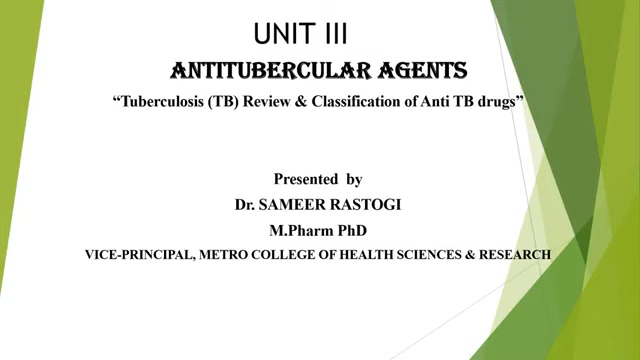 UNIT III
ANTITUBERCULAR AGENTS
“Tuberculosis (TB) Review & Classification of Anti TB drugs”
Presented by
Dr. SAMEER RASTOGI
M.Pharm PhD
VICE-PRINCIPAL, METRO COLLEGE OF HEALTH SCIENCES & RESEARCH